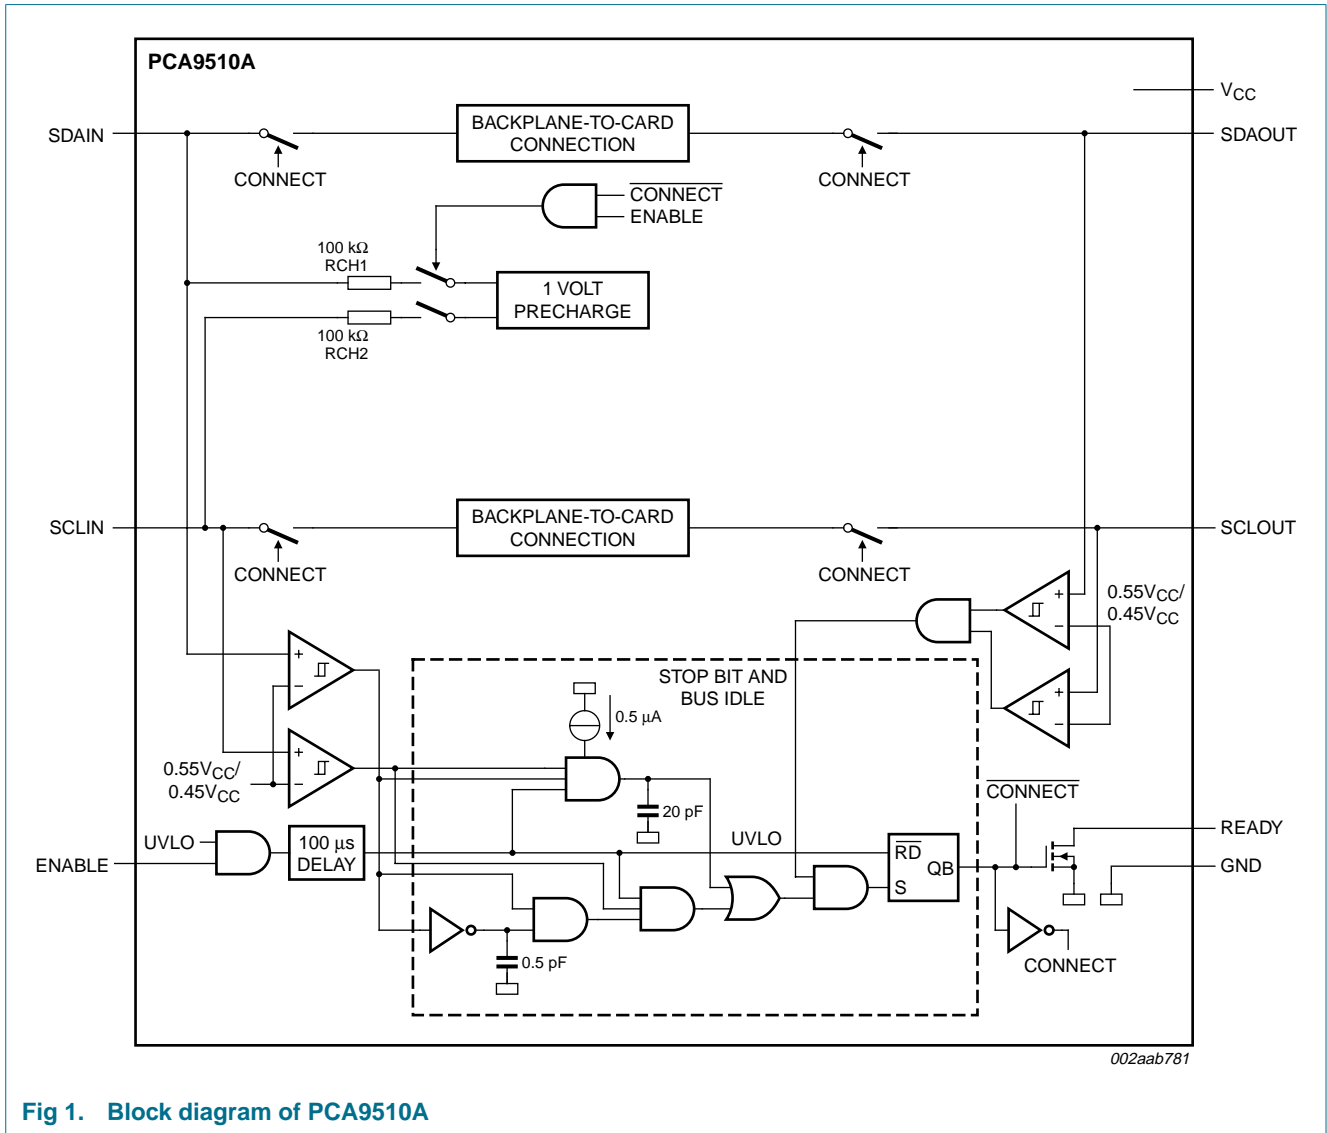 PCA9510A
VCC
SDAIN
BACKPLANE-TO-CARD
CONNECTION
SDAOUT
CONNECT
CONNECT
CONNECT
ENABLE
100 kΩ
RCH1
1 VOLT
PRECHARGE
100 kΩ
RCH2
SCLIN
BACKPLANE-TO-CARD
CONNECTION
SCLOUT
CONNECT
CONNECT
0.55VCC/
0.45VCC
+
−
+
−
+
−
+
−
STOP BIT AND
BUS IDLE
0.5 μA
0.55VCC/
0.45VCC
20 pF
CONNECT
UVLO
ENABLE
100 μs
DELAY
UVLO
RD
QB
S
READY
GND
0.5 pF
CONNECT
002aab781
Fig 1. Block diagram of PCA9510A